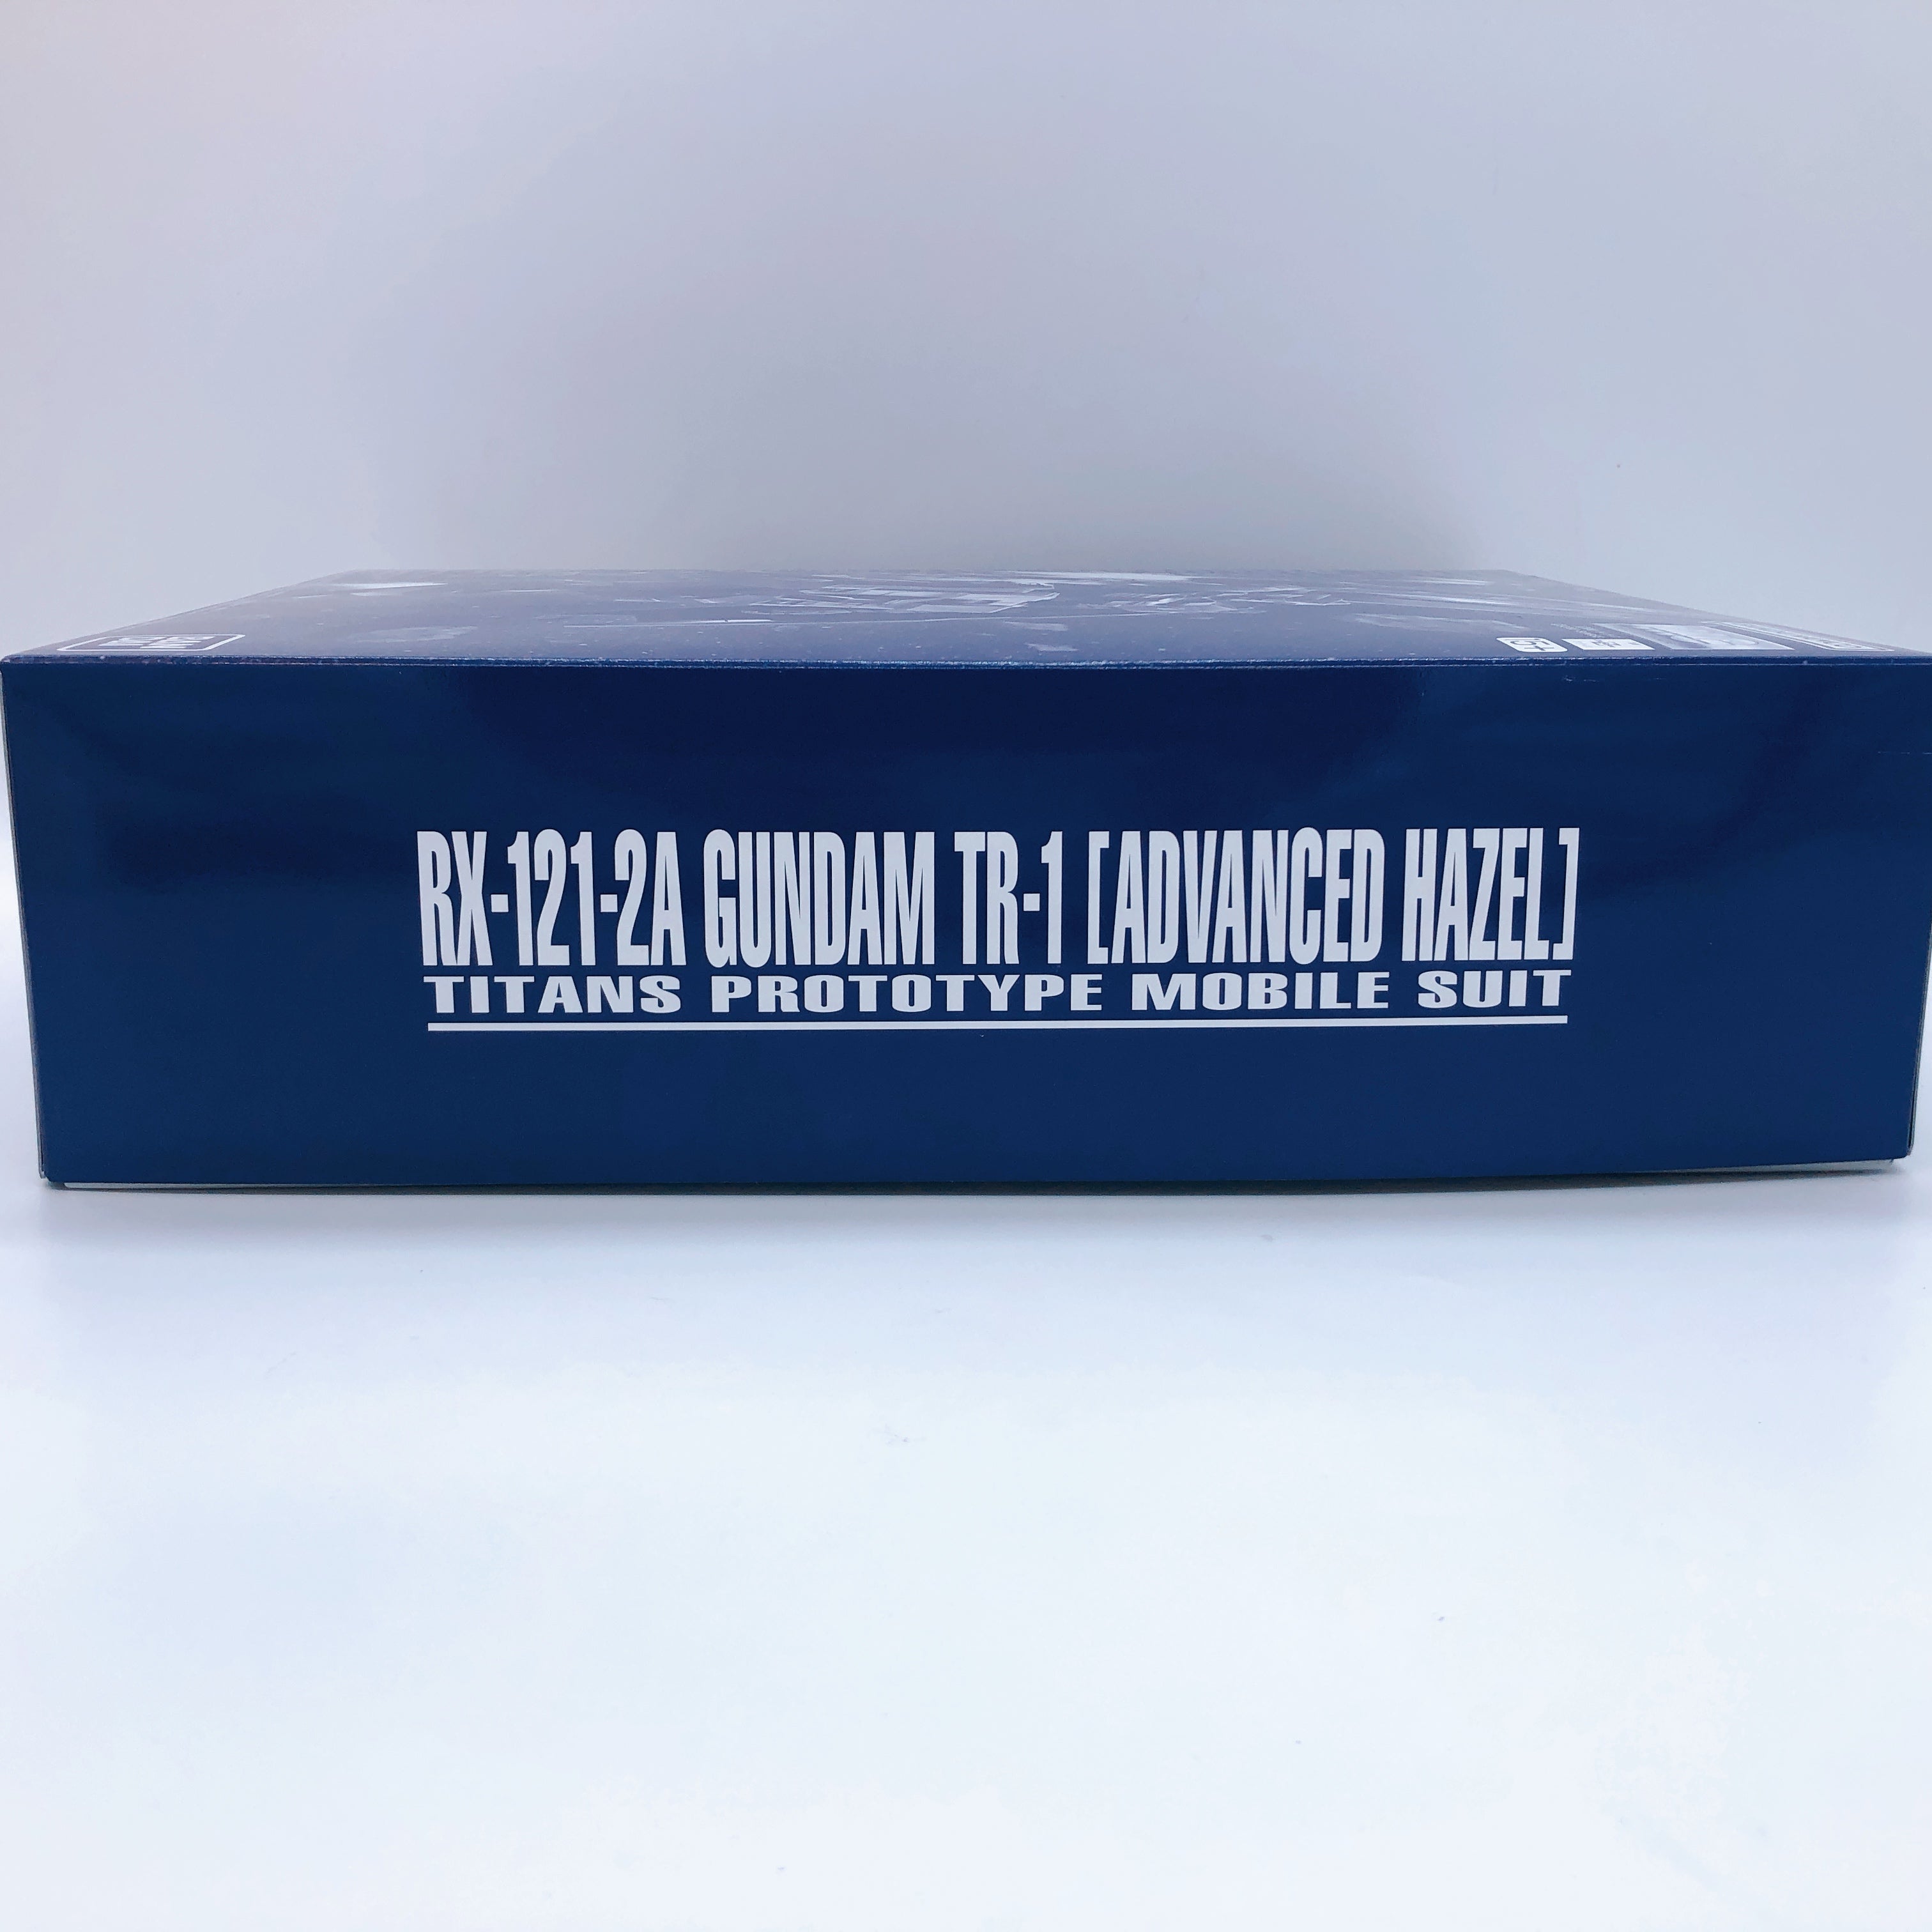 RX-121-2A GUNDAM TR-1 [ADVANCED HAZEL]
TITANS PROTOTYPE MOBILE SUIT